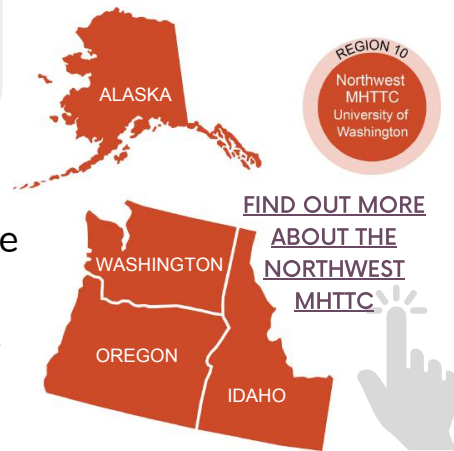 ALASKA
REGION 10
Northwest
MHTTC
University of
Washington
FIND OUT MORE
ABOUT THE
NORTHWEST
MHTTC
e
WASHINGTON
OREGON
IDAHO